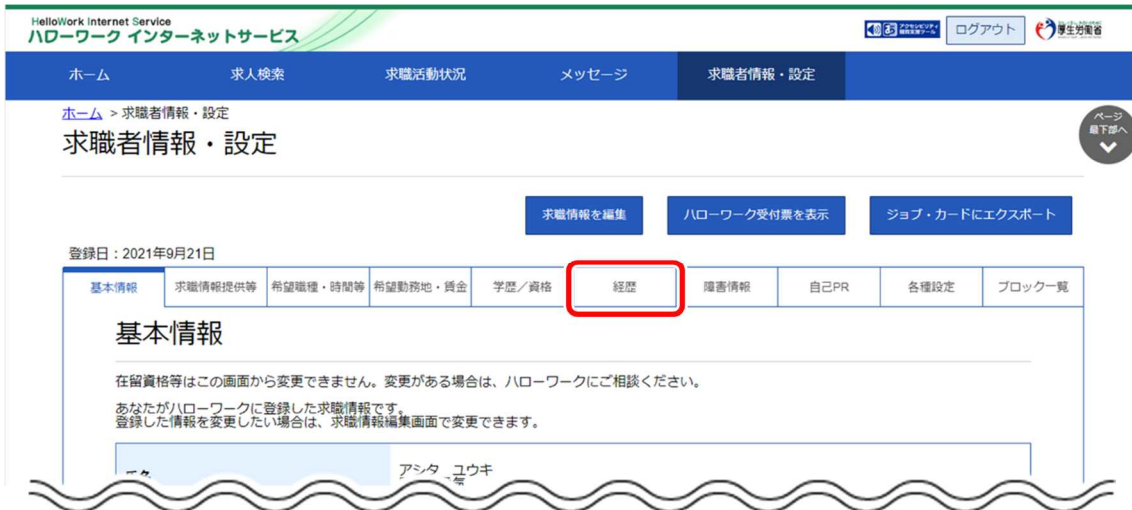 HelloWork Internet Service
ハローワーク インターネットサービス
ログアウト
厚生労働省
ホーム
求人検索
求職活動状況
メッセージ
求職者情報・設定
ホーム > 求職者情報・設定
ページ
最下部へ
求職者情報・設定
求職情報を編集
ハローワーク受付票を表示
ジョブ・カードにエクスポート
登録日：2021年9月21日
基本情報
求職情報提供等
希望職種・時間等
希望勤務地・賃金
学歴／資格
経歴
障害情報
自己PR
各種設定
ブロック一覧
基本情報
在留資格等はこの画面から変更できません。変更がある場合は、ハローワークにご相談ください。
あなたがハローワークに登録した求職情報です。
登録した情報を変更したい場合は、求職情報編集画面で変更できます。
アシタ　ユウキ